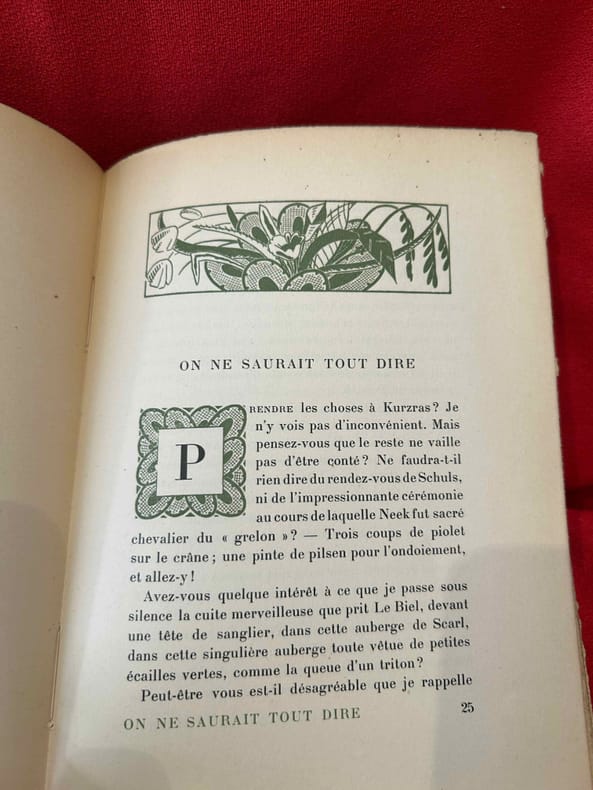 ON NE SAURAIT TOUT DIRE
PRENDRE les choses à Kurzras? Je
n'y vois pas d'inconvénient. Mais
pensez-vous que le reste ne vaille
pas d'être conté? Ne faudra-t-il
rien dire du rendez-vous de Schuls,
ni de l'impressionnante cérémonie
au cours de laquelle Neek fut sacré
chevalier du « grelon »? — Trois coups de piolet
sur le crâne; une pinte de pilsen pour l'ondoiement,
et allez-y!
Avez-vous quelque intérêt à ce que je passe sous
silence la cuite merveilleuse que prit Le Biel, devant
une tête de sanglier, dans cette auberge de Scarl,
dans cette singulière auberge toute vêtue de petites
écailles vertes, comme la queue d'un triton?
Peut-être vous est-il désagréable que je rappelle
ON NE SAURAIT TOUT DIRE 25